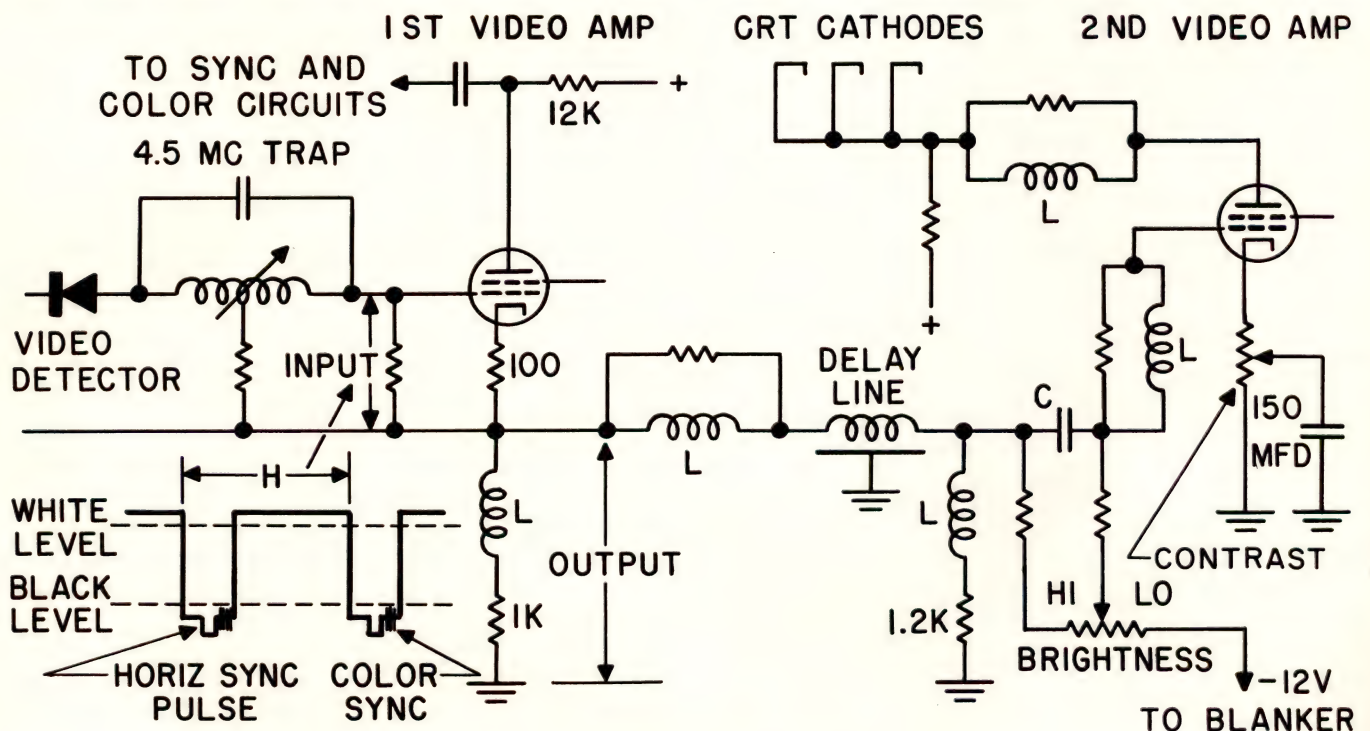 1ST VIDEO AMP
CRT CATHODES
2ND VIDEO AMP
TO SYNC AND
COLOR CIRCUITS
+
12K
4.5 MC TRAP
L
VIDEO
DETECTOR
INPUT
100
+
DELAY
LINE
L
C
150
MFD
L
H
WHITE
LEVEL
L
OUTPUT
L
CONTRAST
BLACK
LEVEL
1K
1.2K
HI
LO
BRIGHTNESS
HORIZ SYNC
PULSE
COLOR
SYNC
-12V
TO BLANKER